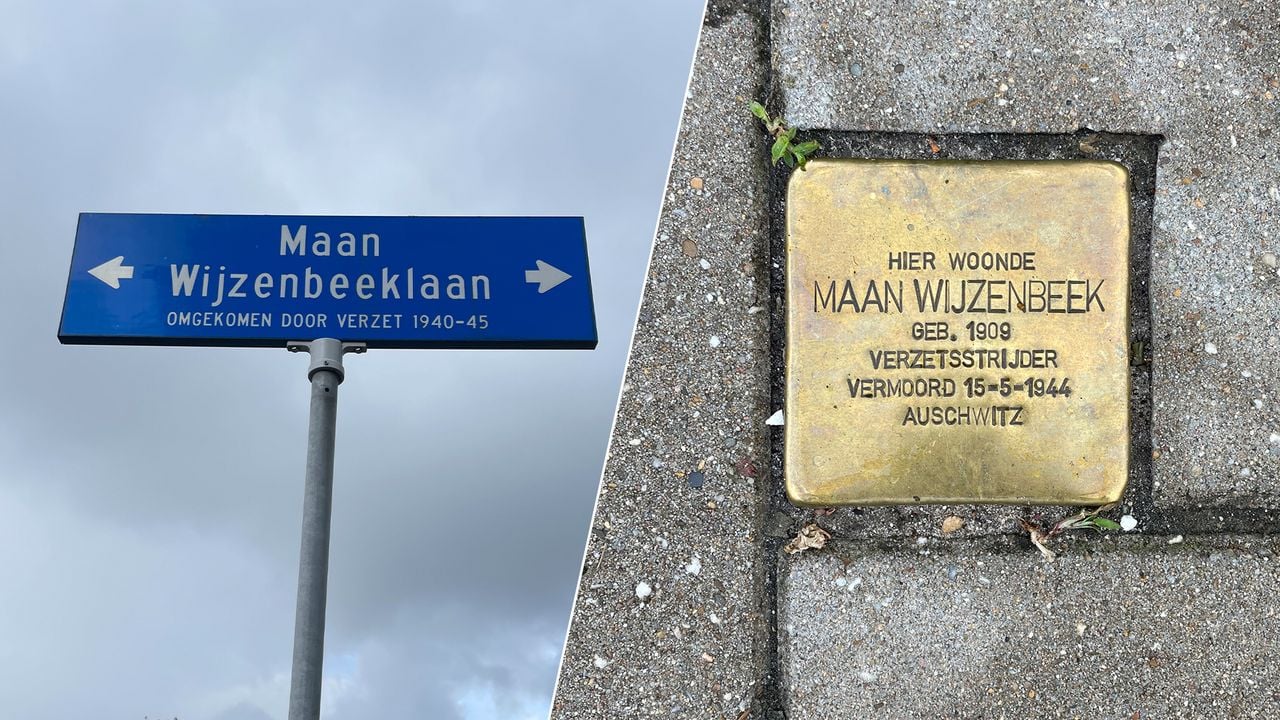 Maan
Wijzenbeeklaan
OMGEKOMEN DOOR VERZET 1940-45
HIER WOONDE
MAAN WIJZENBEEK
GEB. 1909
VERZETSSTRIJDER
VERMOORD 15-5-1944
AUSCHWITZ